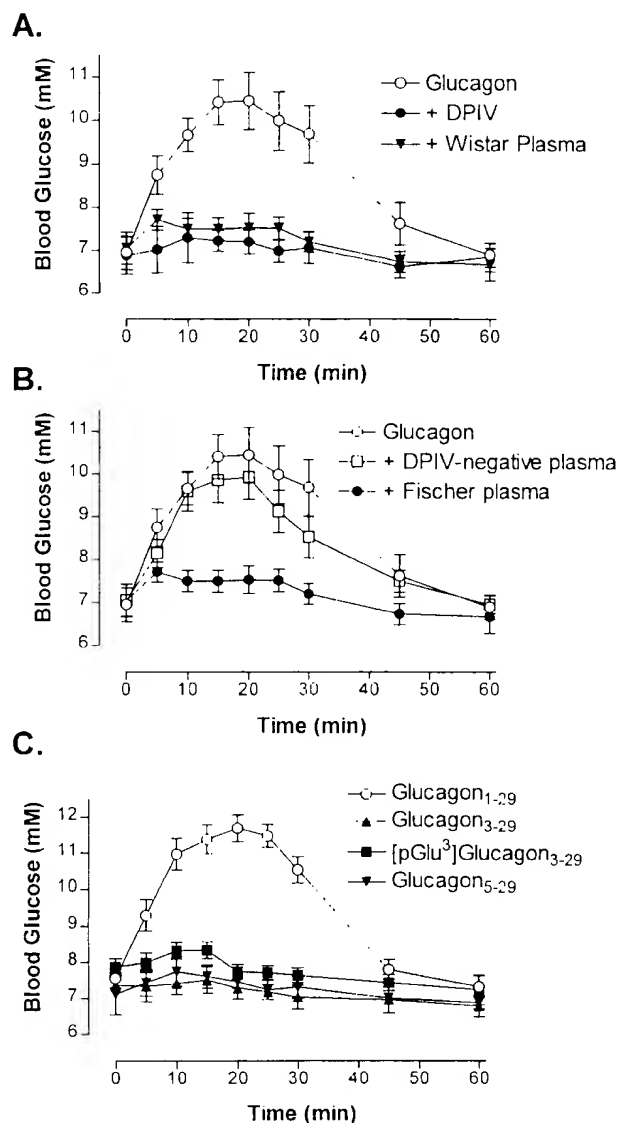 A.
Blood Glucose (mM)
11
10
9
8
7
6
Glucagon
+ DPIV
+ Wistar Plasma
0 10 20 30 40 50 60
Time (min)
B.
Blood Glucose (mM)
11
10
9
8
7
6
Glucagon
+ DPIV-negative plasma
+ Fischer plasma
0 10 20 30 40 50 60
Time (min)
C.
Blood Glucose (mM)
12
11
10
9
8
7
6
Glucagon1-29
Glucagon3-29
[pGlu3]Glucagon3-29
Glucagon5-29
0 10 20 30 40 50 60
Time (min)